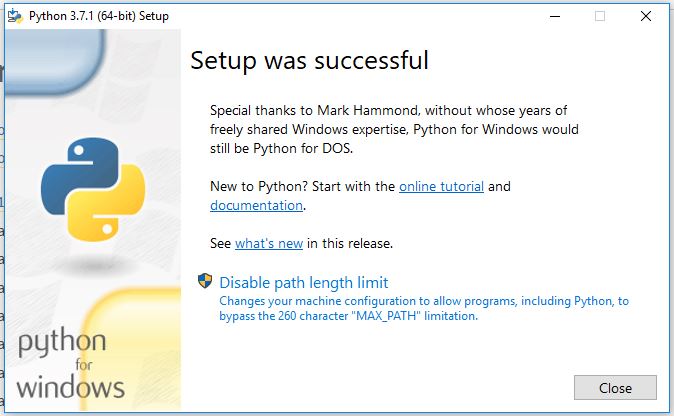 Python 3.7.1 (64-bit) Setup
Setup was successful
Special thanks to Mark Hammond, without whose years of
freely shared Windows expertise, Python for Windows would
still be Python for DOS.
New to Python? Start with the online tutorial and
documentation.
See what's new in this release.
Disable path length limit
Changes your machine configuration to allow programs, including Python, to
bypass the 260 character "MAX_PATH" limitation.
python
for
windows
Close